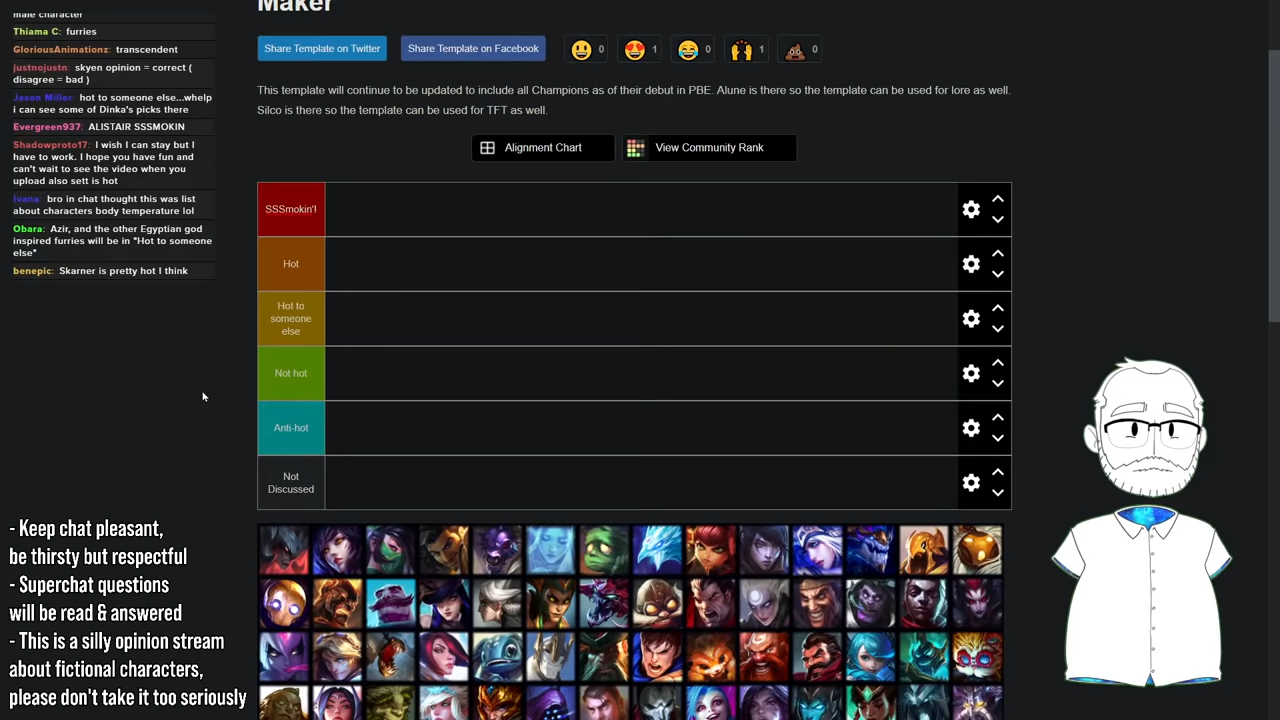 male character
Thiama C: furries
GloriousAnimationz: transcendent
justnojustn: skyen opinion = correct (
disagree = bad )
Jason Miller: hot to someone else...whelp
i can see some of Dinka's picks there
Evergreen937: ALISTAIR SSSMOKIN
Shadowproto17: I wish I can stay but I
have to work. I hope you have fun and
can't wait to see the video when you
upload also sett is hot
Ivana: bro in chat thought this was list
about characters body temperature lol
Obara: Azir, and the other Egyptian god
inspired furries will be in "Hot to someone
else"
benepic: Skarner is pretty hot I think
- Keep chat pleasant,
be thirsty but respectful
- Superchat questions
will be read & answered
- This is a silly opinion stream
about fictional characters,
please don't take it too seriously
Maker
Share Template on Twitter
Share Template on Facebook
0
1
0
1
0
This template will continue to be updated to include all Champions as of their debut in PBE. Alune is there so the template can be used for lore as well.
Silco is there so the template can be used for TFT as well.
Alignment Chart
View Community Rank
SSSmokin'!
Hot
Hot to
someone
else
Not hot
Anti-hot
Not
Discussed